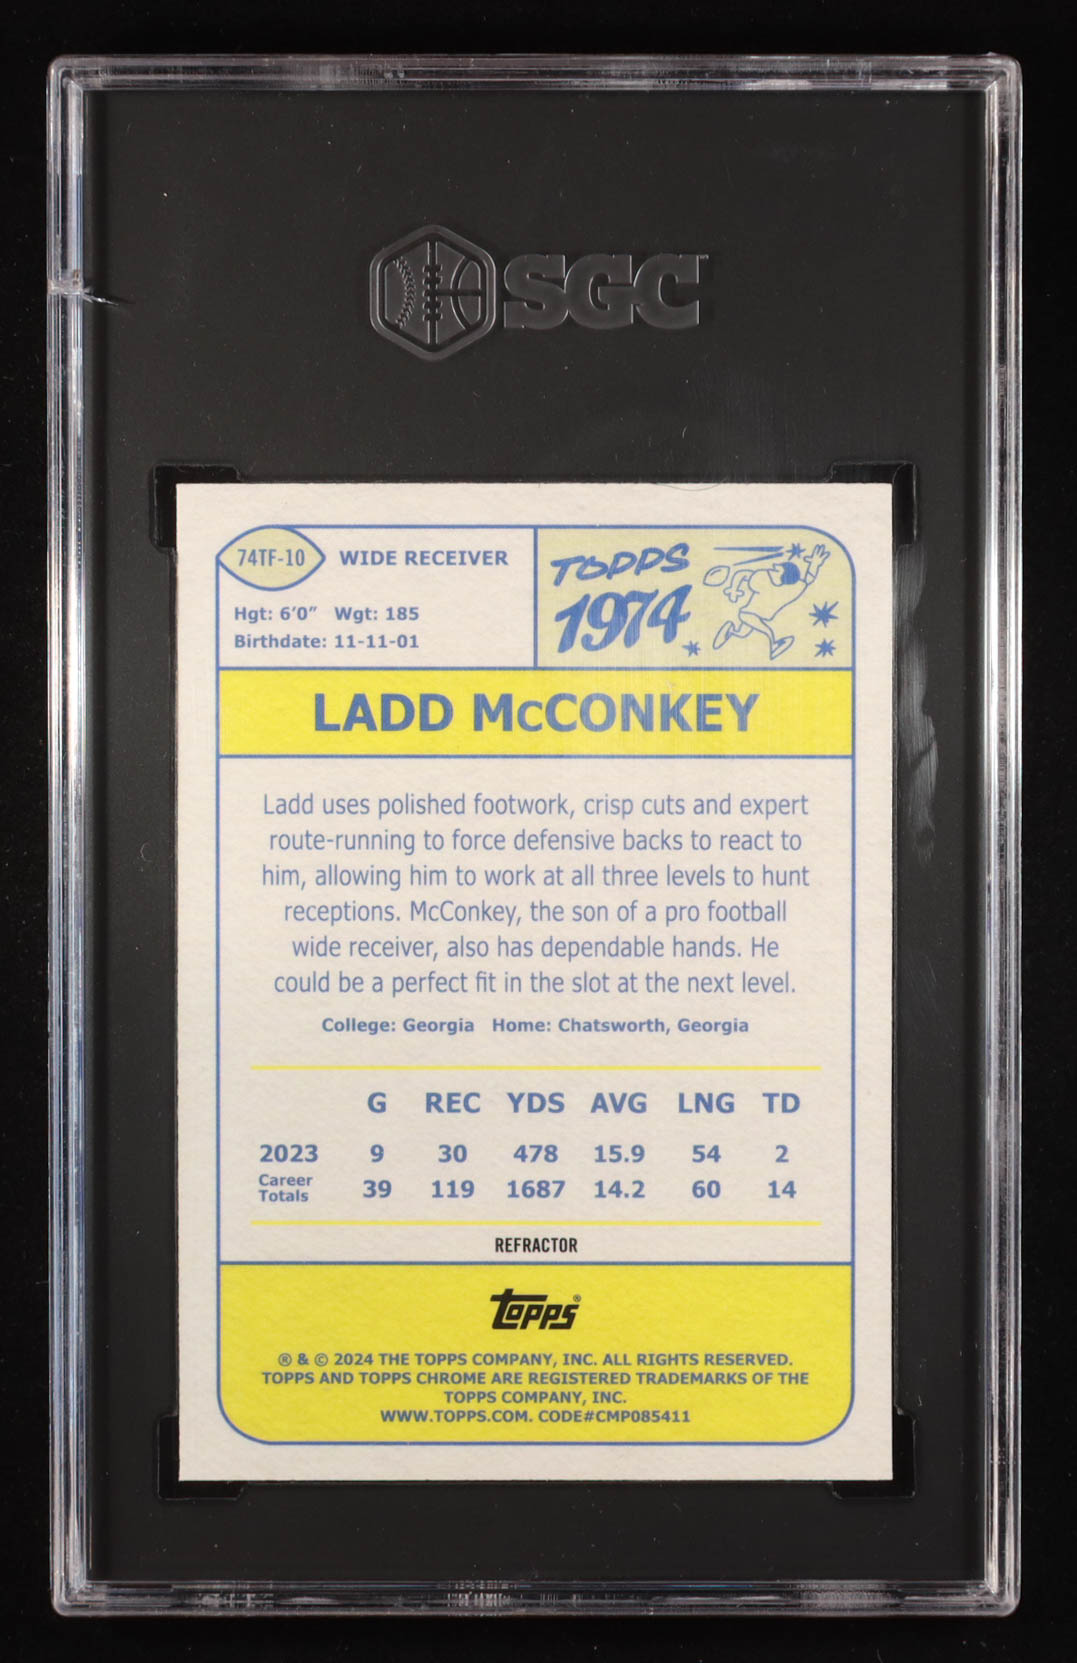 SGC
74TF-10 WIDE RECEIVER
Hgt: 6'0" Wgt: 185
Birthdate: 11-11-01
TOPPS
1974
LADD McCONKEY
Ladd uses polished footwork, crisp cuts and expert
route-running to force defensive backs to react to
him, allowing him to work at all three levels to hunt
receptions. McConkey, the son of a pro football
wide receiver, also has dependable hands. He
could be a perfect fit in the slot at the next level.
College: Georgia Home: Chatsworth, Georgia
G REC YDS AVG LNG TD
2023 9 30 478 15.9 54 2
Career
Totals 39 119 1687 14.2 60 14
REFRACTOR
topps®
® & © 2024 THE TOPPS COMPANY, INC. ALL RIGHTS RESERVED.
TOPPS AND TOPPS CHROME ARE REGISTERED TRADEMARKS OF THE
TOPPS COMPANY, INC.
WWW.TOPPS.COM. CODE#CMP085411